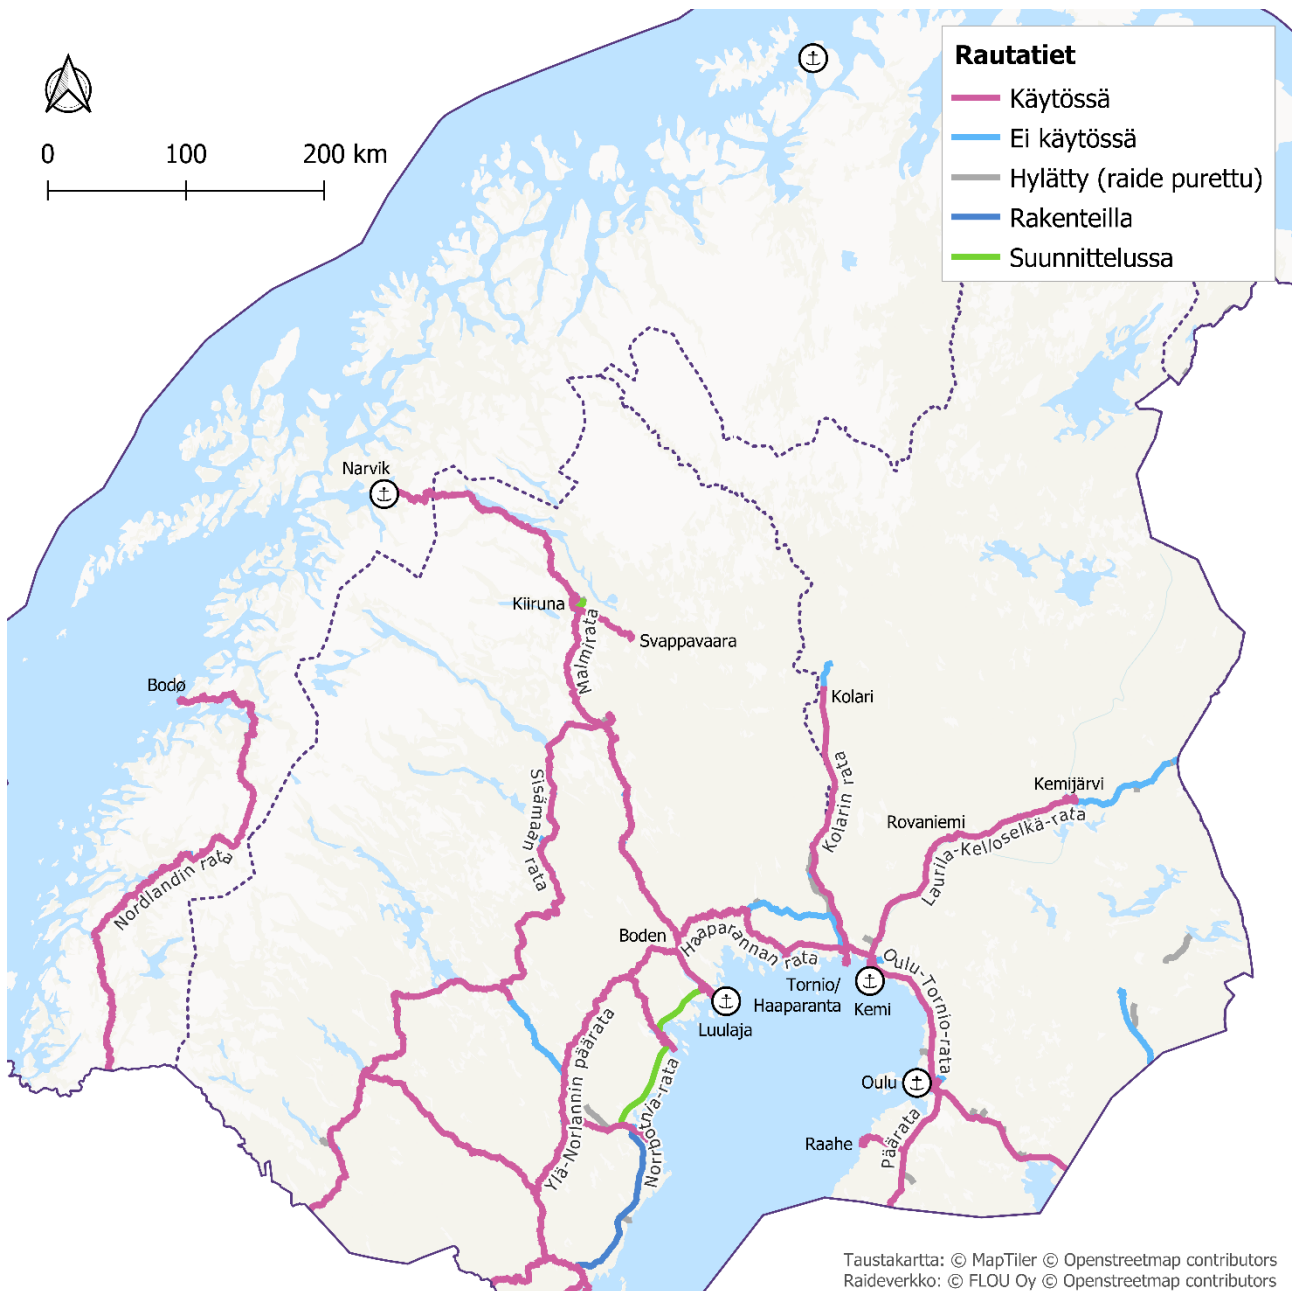 Rautatiet
Käytössä
Ei käytössä
Hylätty (raide purettu)
Rakenteilla
Suunnittelussa
0 100 200 km
Narvik
Kiiruna
Svappavaara
Malmirata
Bodø
Kolari
Kolarin rata
Kemijärvi
Rovaniemi
Laurila-Kelloselkä-rata
Sisämaan rata
Nordlandin rata
Boden
Haaparannan rata
Oulu-Tornio-rata
Tornio/
Haaparanta
Kemi
Luulaja
Ylä-Norlannin päärata
Norrbotnia-rata
Oulu
Raahe
Päärata
Taustakartta: © MapTiler © Openstreetmap contributors
Raideverkko: © FLOU Oy © Openstreetmap contributors